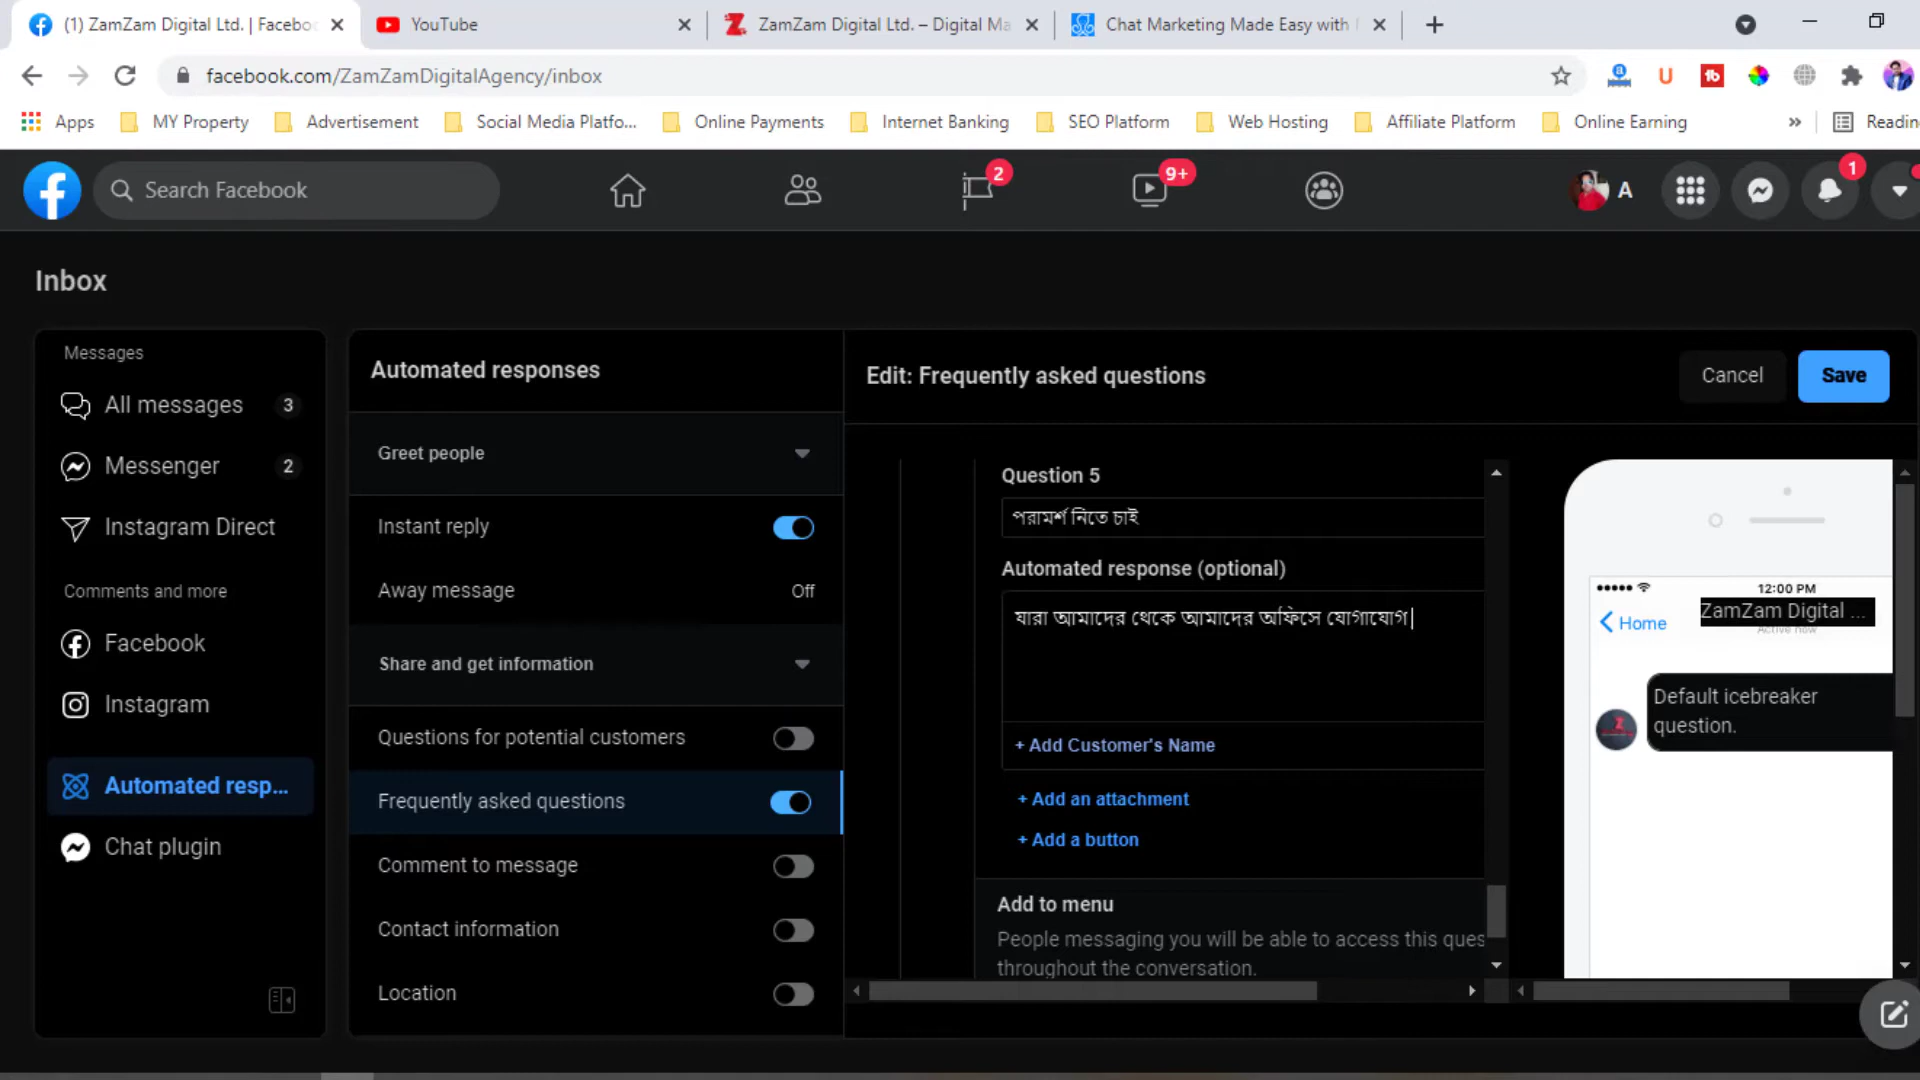 (1) ZamZam Digital Ltd. | Facebo
YouTube
ZamZam Digital Ltd. – Digital Ma
Chat Marketing Made Easy with
facebook.com/ZamZamDigitalAgency/inbox
Apps
MY Property
Advertisement
Social Media Platfo...
Online Payments
Internet Banking
SEO Platform
Web Hosting
Affiliate Platform
Online Earning
»
Readin
Search Facebook
2
9+
A
1
Inbox
Messages
All messages 3
Messenger 2
Instagram Direct
Comments and more
Facebook
Instagram
Automated resp...
Chat plugin
Automated responses
Greet people
Instant reply
Away message Off
Share and get information
Questions for potential customers
Frequently asked questions
Comment to message
Contact information
Location
Edit: Frequently asked questions
Cancel
Save
Question 5
পরামর্শ নিতে চাই
Automated response (optional)
যারা আমাদের থেকে আমাদের অফিসে যোগাযোগ
+ Add Customer's Name
+ Add an attachment
+ Add a button
Add to menu
People messaging you will be able to access this ques
throughout the conversation.
12:00 PM
Home
ZamZam Digital ...
Active now
Default icebreaker
question.